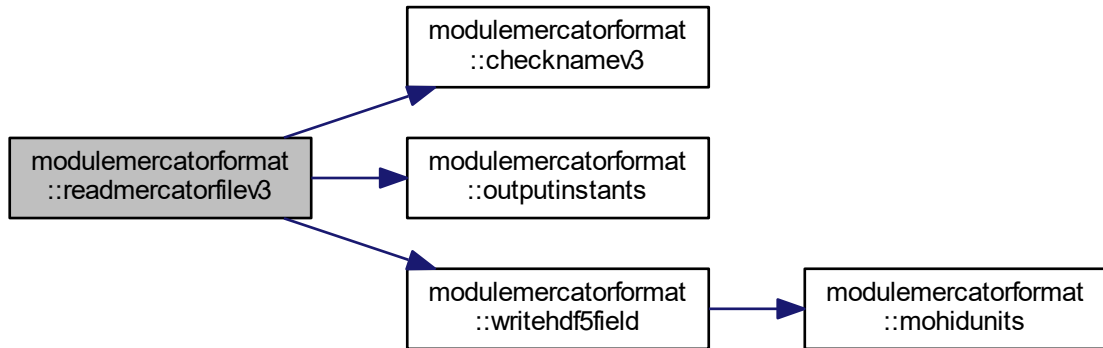 modulemercatorformat
::checknamev3
modulemercatorformat
::readmercatorfilev3
modulemercatorformat
::outputinstants
modulemercatorformat
::writehdf5field
modulemercatorformat
::mohidunits